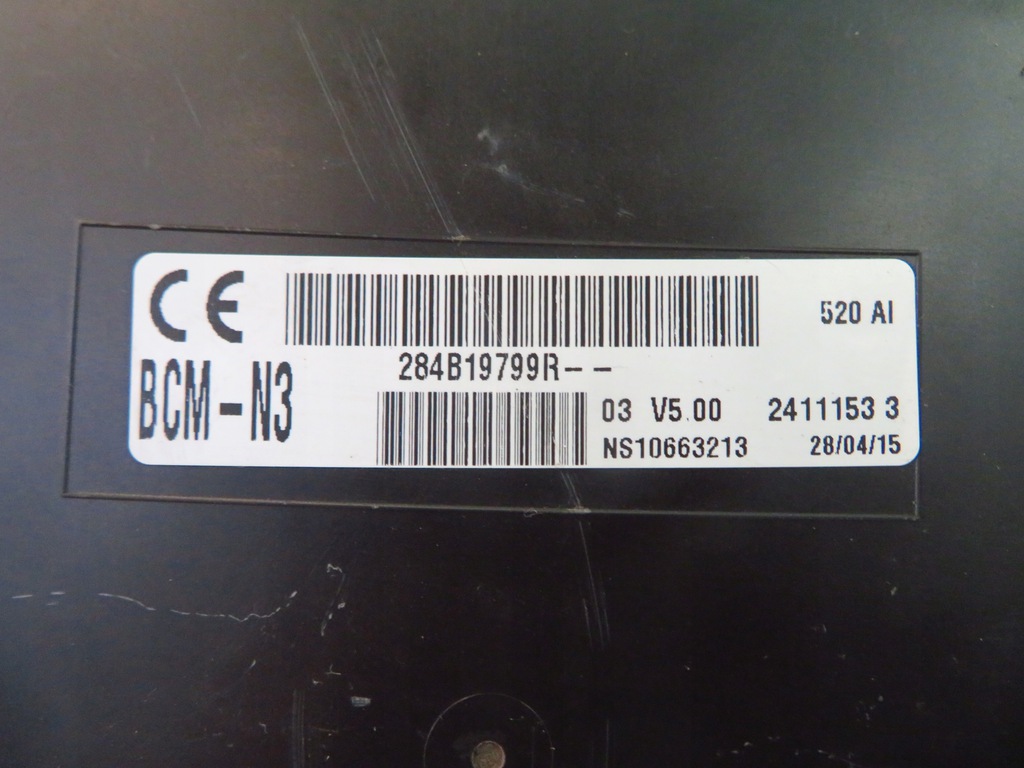 CE
520 AI
284B19799R--
BCM-N3
03 V5.00 2411153 3
NS10663213 28/04/15